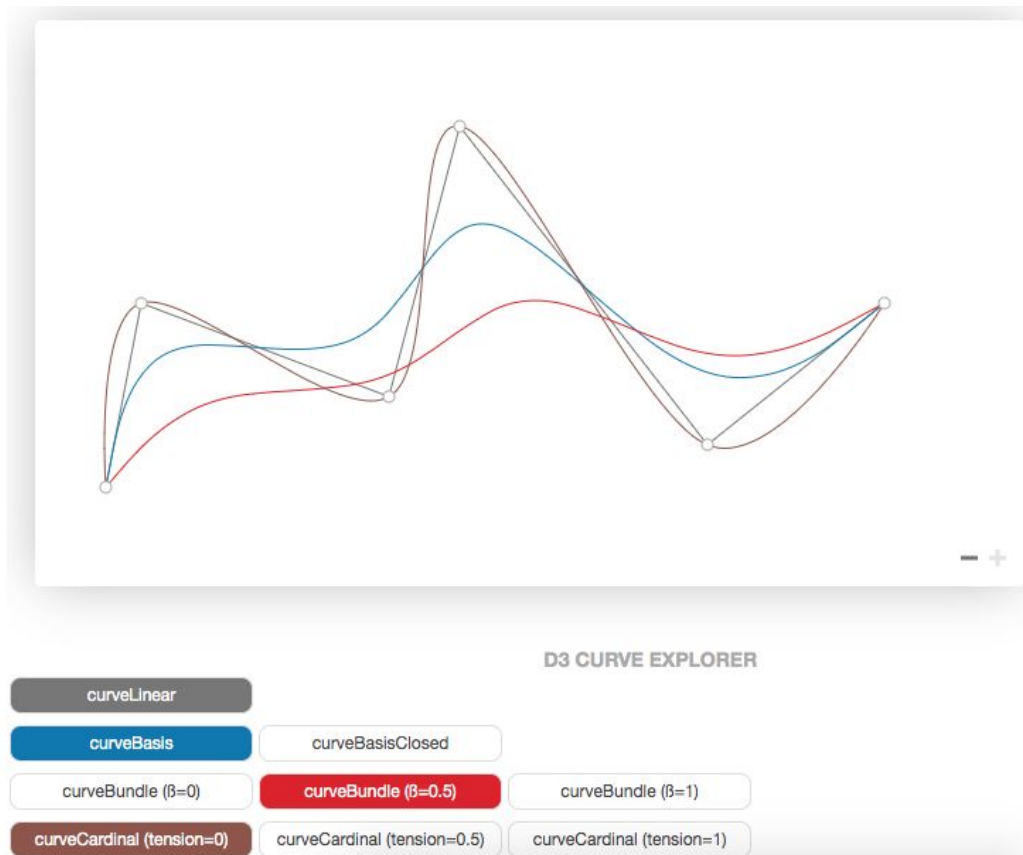 D3 CURVE EXPLORER
curveLinear
curveBasis curveBasisClosed
curveBundle (ß=0) curveBundle (ß=0.5) curveBundle (ß=1)
curveCardinal (tension=0) curveCardinal (tension=0.5) curveCardinal (tension=1)